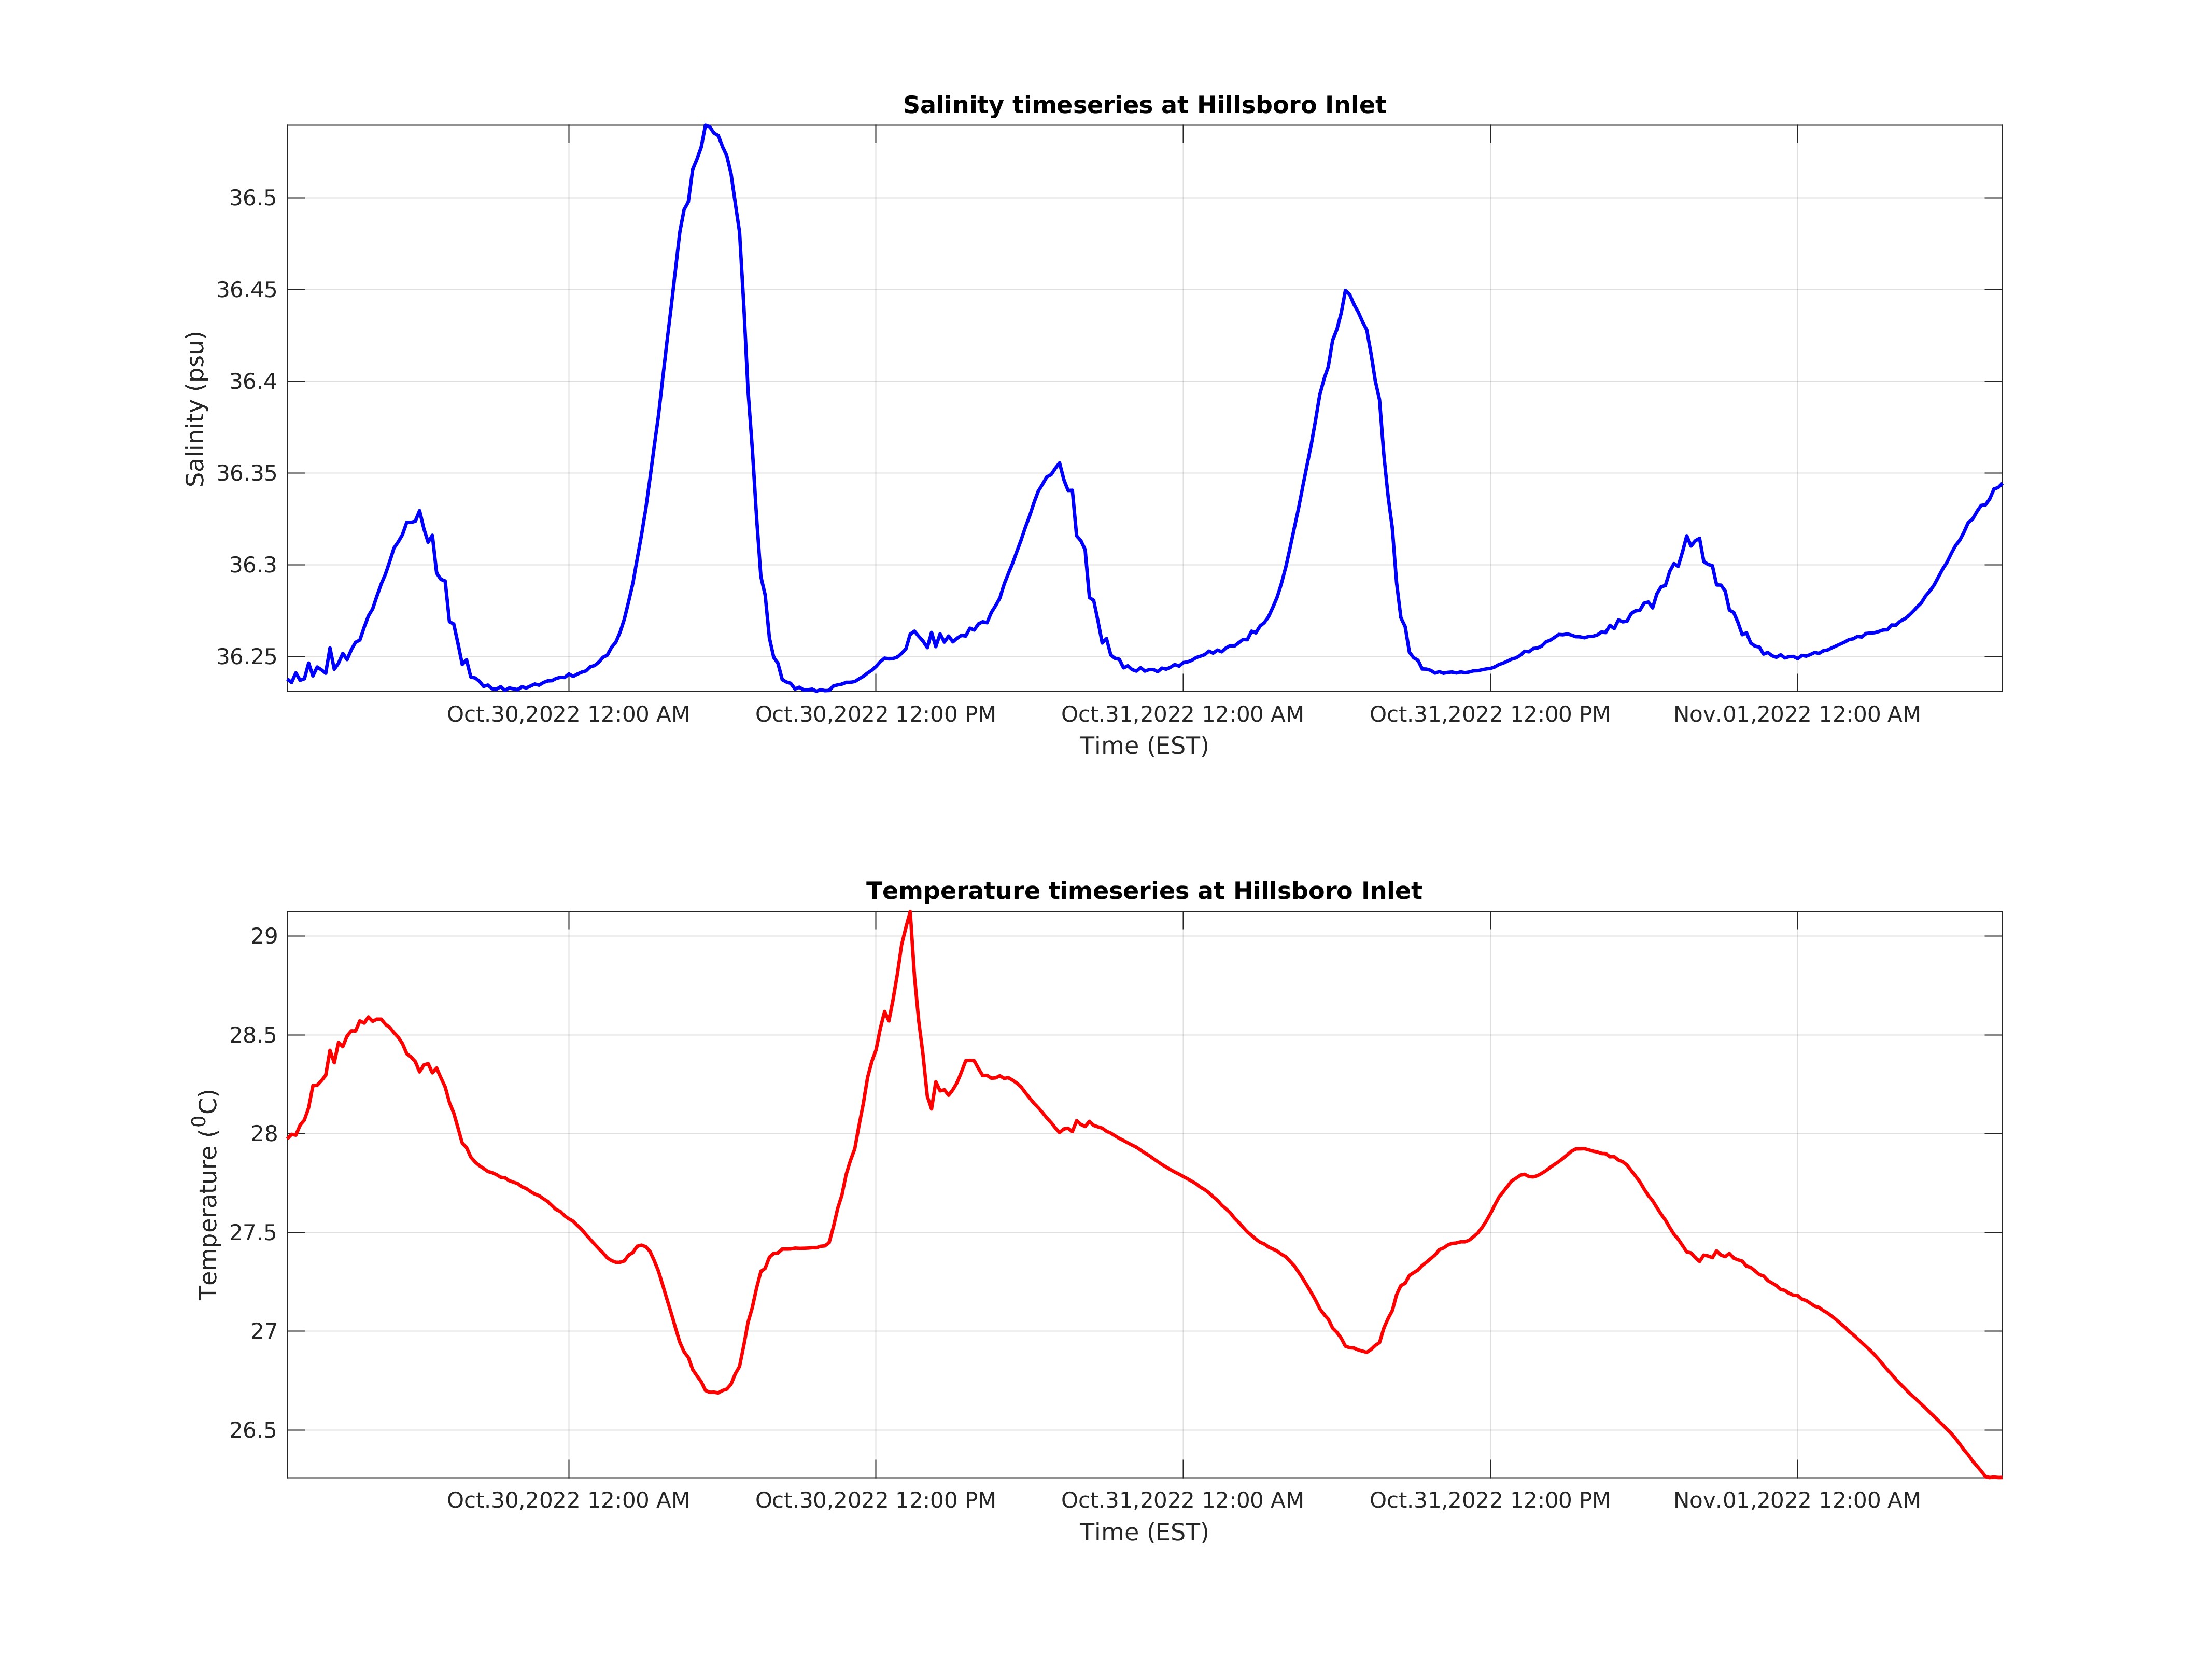 Salinity timeseries at Hillsboro Inlet
36.5
36.45
36.4
36.35
36.3
36.25
Salinity (psu)
Oct.30,2022 12:00 AM Oct.30,2022 12:00 PM Oct.31,2022 12:00 AM Oct.31,2022 12:00 PM Nov.01,2022 12:00 AM
Time (EST)
Temperature timeseries at Hillsboro Inlet
29
28.5
28
27.5
27
26.5
Temperature (⁰C)
Oct.30,2022 12:00 AM Oct.30,2022 12:00 PM Oct.31,2022 12:00 AM Oct.31,2022 12:00 PM Nov.01,2022 12:00 AM
Time (EST)